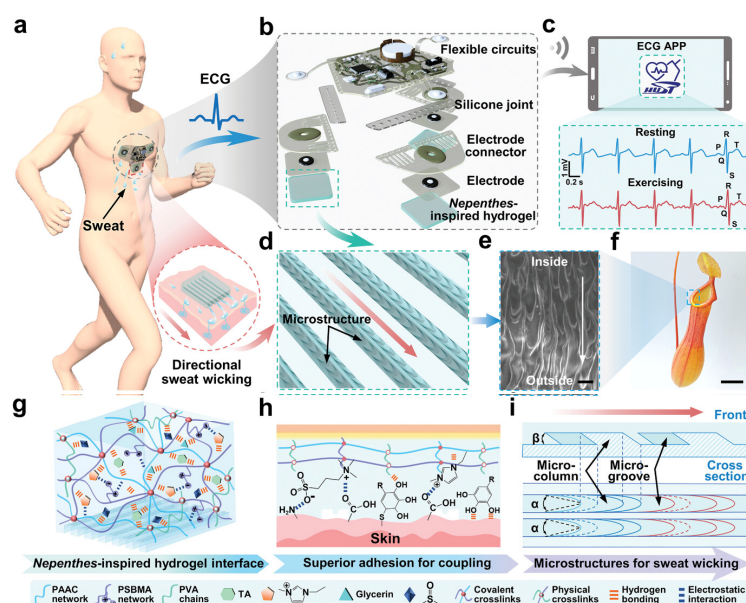 a
b
c
Flexible circuits
ECG APP
ECG
Silicone joint
Electrode
connector
Electrode
Nepenthes-
inspired hydrogel
Resting
R
P
T
Q
S
1 mV
0.2 s
Exercising
R
P
T
Q
S
Sweat
Directional
sweat wicking
d
Microstructure
e
Inside
Outside
f
g
h
i
Skin
Front
β
Micro-
column
Micro-
groove
Cross
section
α
α
Nepenthes-inspired hydrogel interface
Superior adhesion for coupling
Microstructures for sweat wicking
PAAC
network
PSBMA
network
PVA
chains
TA
Glycerin
Covalent
crosslinks
Physical
crosslinks
Hydrogen
bonding
Electrostatic
interaction